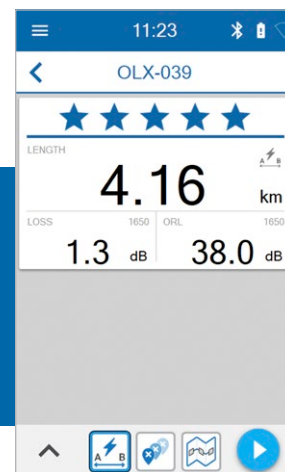 11:23
OLX-039
LENGTH
A B
4.16 km
LOSS 1650 ORL 1650
1.3 dB 38.0 dB
A B